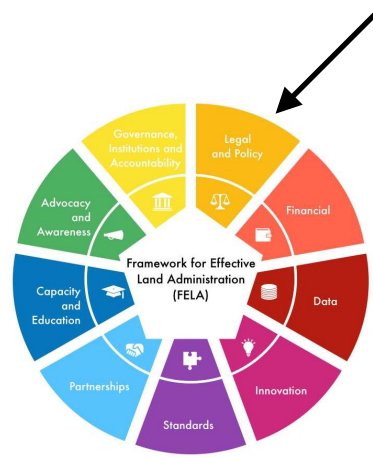 Governance,
Institutions and
Accountability
Legal
and Policy
Financial
Data
Innovation
Standards
Partnerships
Capacity
and
Education
Advocacy
and
Awareness
Framework for Effective
Land Administration
(FELA)